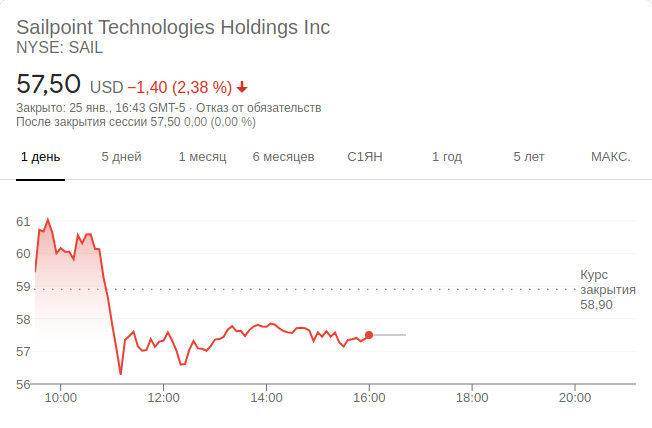 Sailpoint Technologies Holdings Inc
NYSE: SAIL
57,50 USD −1,40 (2,38 %)
Закрыто: 25 янв., 16:43 GMT-5 · Отказ от обязательств
После закрытия сессии 57,50 0,00 (0,00 %)
1 день 5 дней 1 месяц 6 месяцев С1ЯН 1 год 5 лет МАКС.
61
60
59
58
57
56
Курс
закрытия
58,90
10:00 12:00 14:00 16:00 18:00 20:00